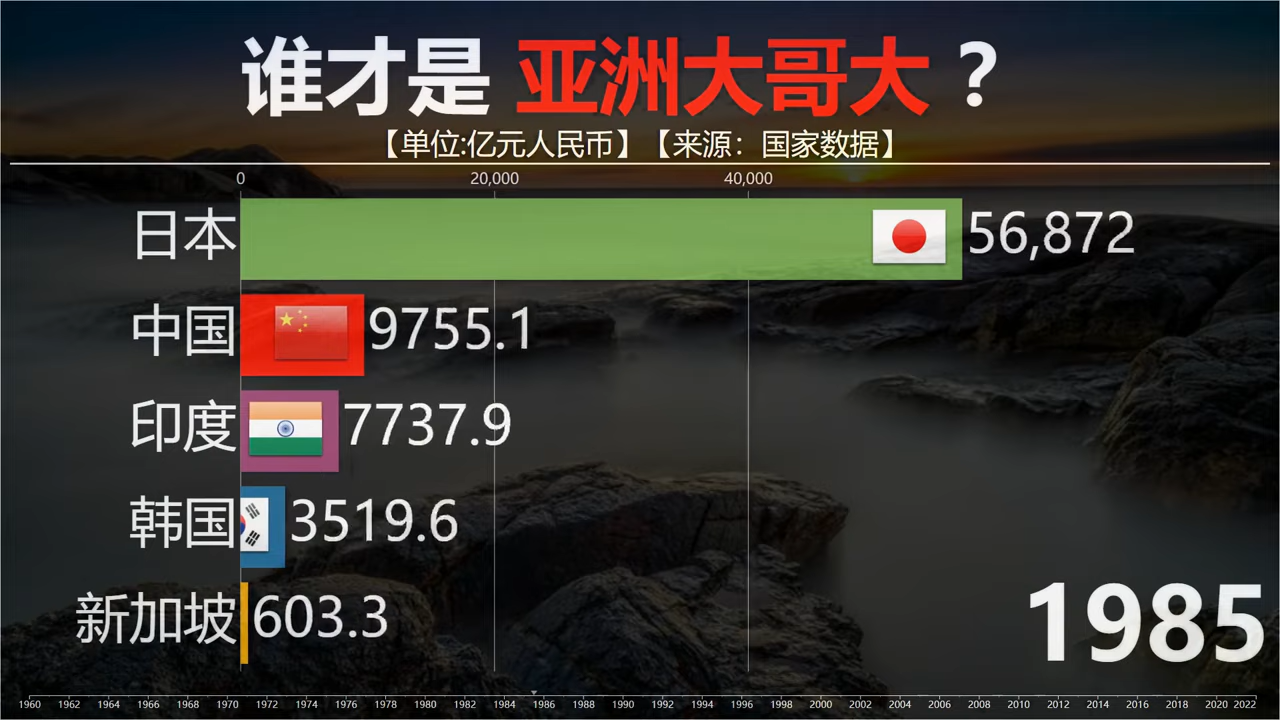 谁才是 亚洲大哥大 ?
【单位:亿元人民币】【来源：国家数据】
0 20,000 40,000
日本 56,872
中国 9755.1
印度 7737.9
韩国 3519.6
新加坡 603.3
1985
1960 1962 1964 1966 1968 1970 1972 1974 1976 1978 1980 1982 1984 1986 1988 1990 1992 1994 1996 1998 2000 2002 2004 2006 2008 2010 2012 2014 2016 2018 2020 2022